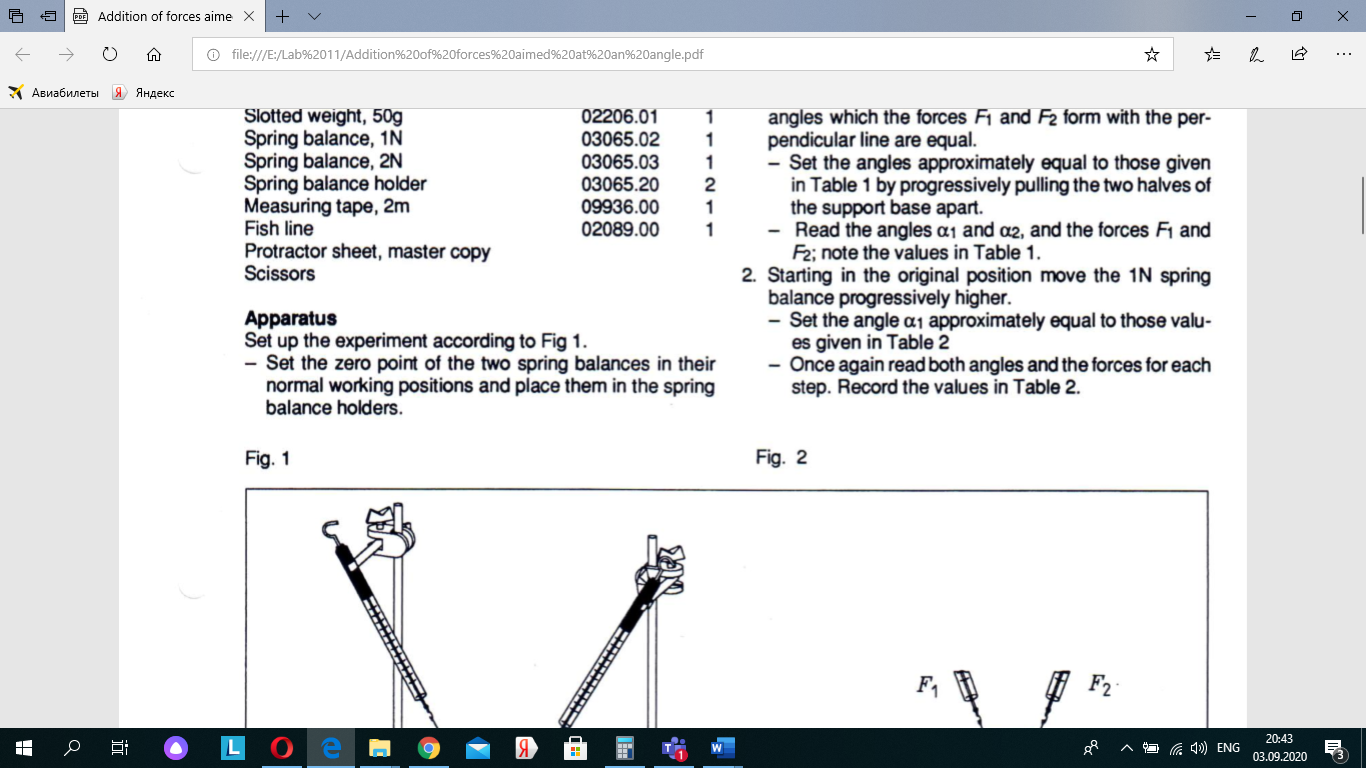 Addition of forces aime
file:///E:/Lab%2011/Addition%20of%20forces%20aimed%20at%20an%20angle.pdf
Авиабилеты
Яндекс
Slotted weight, 50g 02206.01 1
Spring balance, 1N 03065.02 1
Spring balance, 2N 03065.03 1
Spring balance holder 03065.20 2
Measuring tape, 2m 09936.00 1
Fish line 02089.00 1
Protractor sheet, master copy
Scissors
Apparatus
Set up the experiment according to Fig 1.
– Set the zero point of the two spring balances in their
normal working positions and place them in the spring
balance holders.
angles which the forces F1 and F2 form with the per-
pendicular line are equal.
– Set the angles approximately equal to those given
in Table 1 by progressively pulling the two halves of
the support base apart.
– Read the angles α1 and α2, and the forces F1 and
F2; note the values in Table 1.
2. Starting in the original position move the 1N spring
balance progressively higher.
– Set the angle α1 approximately equal to those valu-
es given in Table 2
– Once again read both angles and the forces for each
step. Record the values in Table 2.
Fig. 1
Fig. 2
F1
F2
ENG
20:43
03.09.2020
3
1